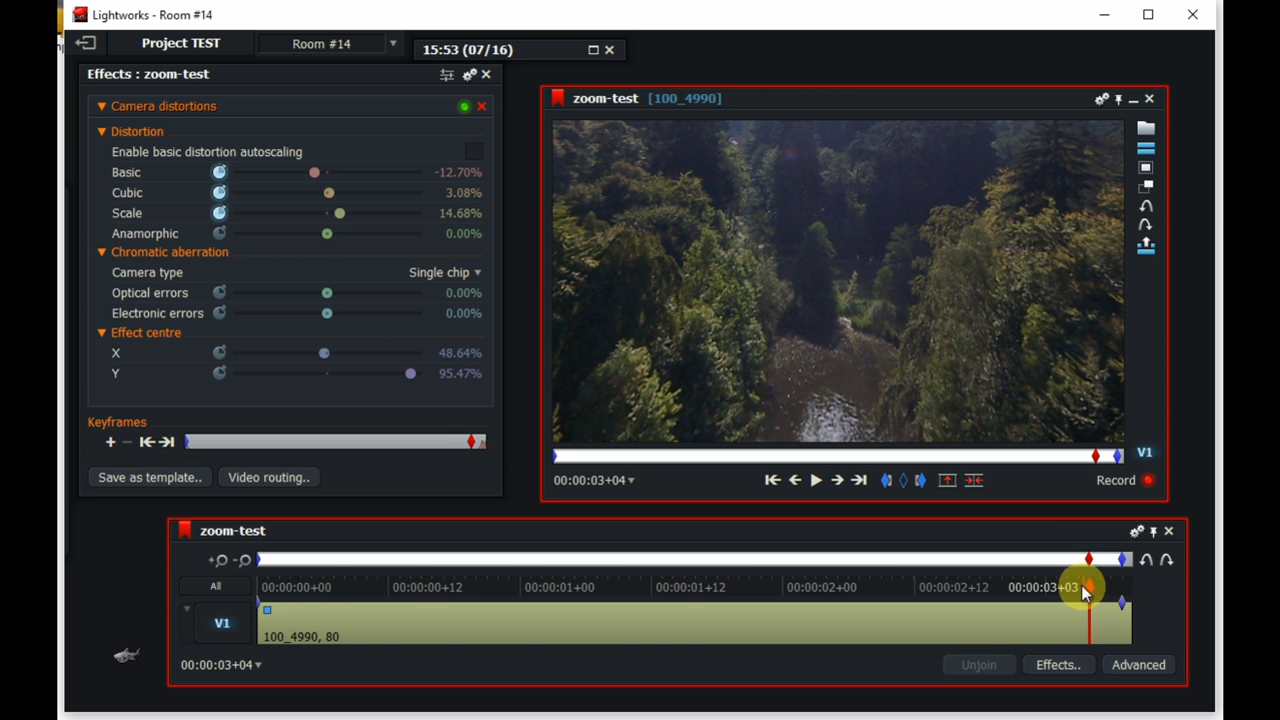 Lightworks - Room #14
Project TEST
Room #14
15:53 (07/16)
Effects : zoom-test
Camera distortions
Distortion
Enable basic distortion autoscaling
Basic -12.70%
Cubic 3.08%
Scale 14.68%
Anamorphic 0.00%
Chromatic aberration
Camera type Single chip
Optical errors 0.00%
Electronic errors 0.00%
Effect centre
X 48.64%
Y 95.47%
Keyframes
Save as template.. Video routing..
zoom-test [100_4990]
V1
00:00:03+04
Record
zoom-test
All 00:00:00+00 00:00:00+12 00:00:01+00 00:00:01+12 00:00:02+00 00:00:02+12 00:00:03+03
V1
100_4990, 80
00:00:03+04
Unjoin Effects.. Advanced